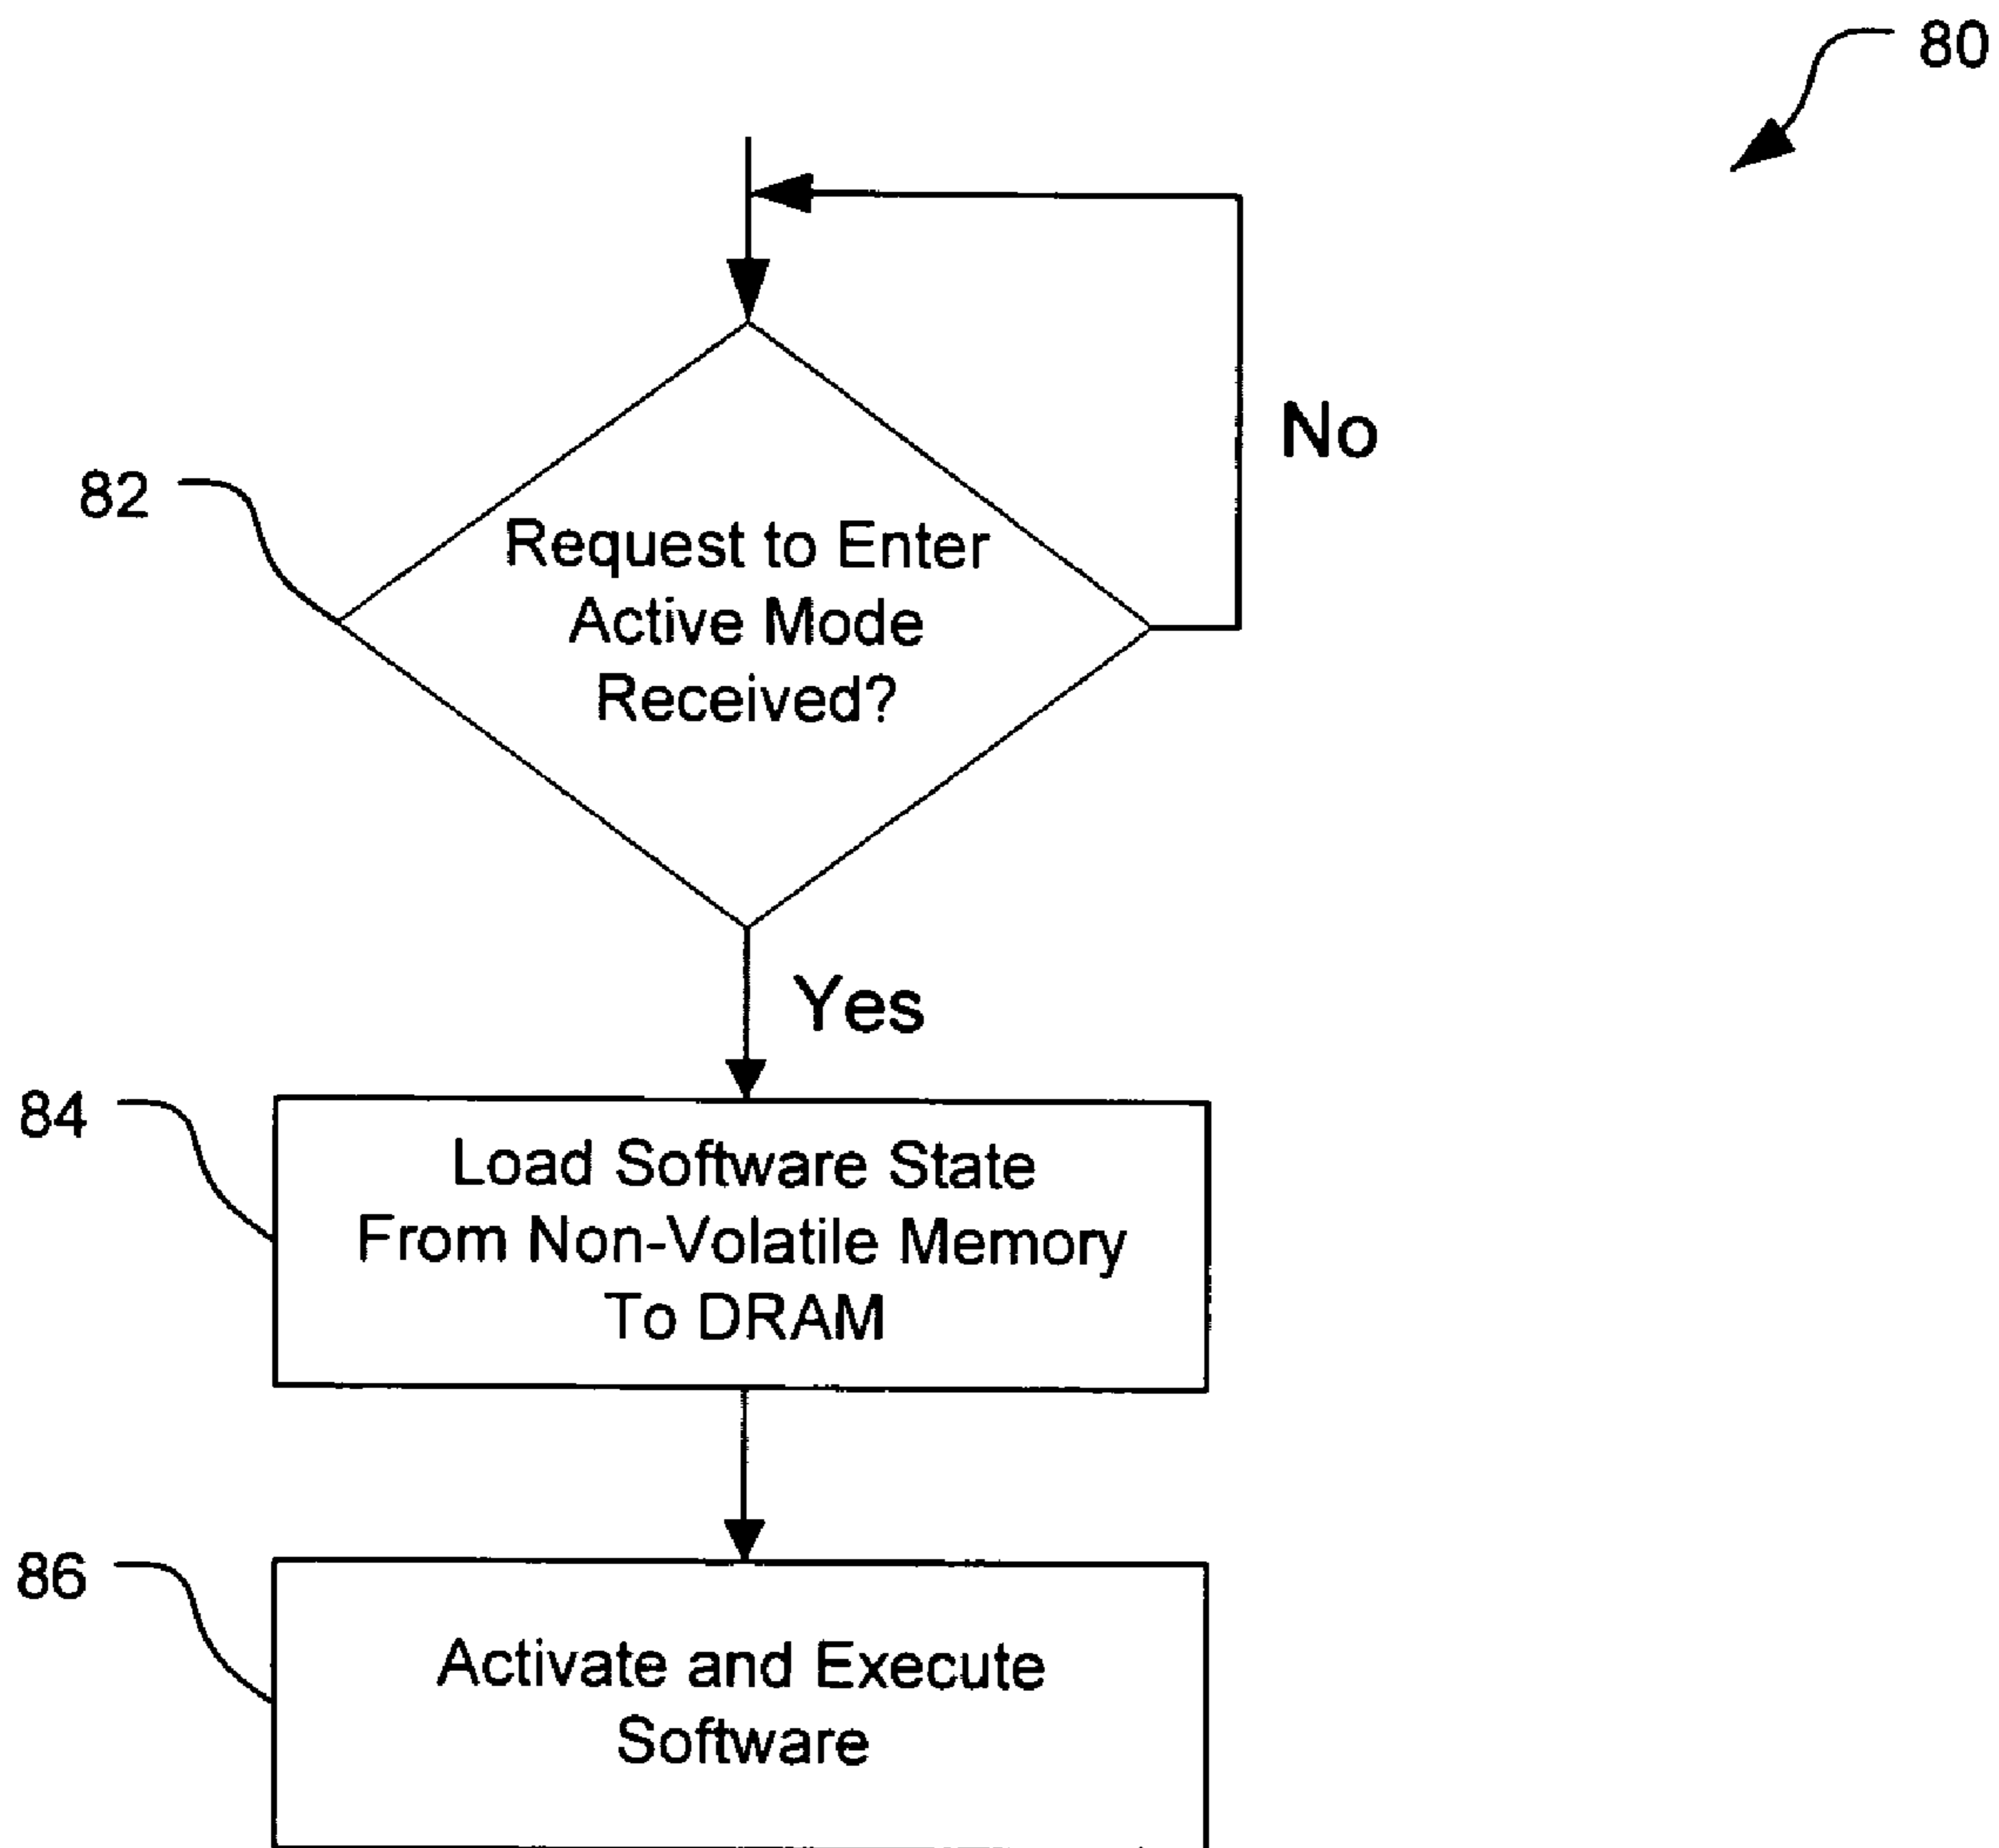 80
No
82
Request to Enter
Active Mode
Received?
Yes
84
Load Software State
From Non-Volatile Memory
To DRAM
86
Activate and Execute
Software